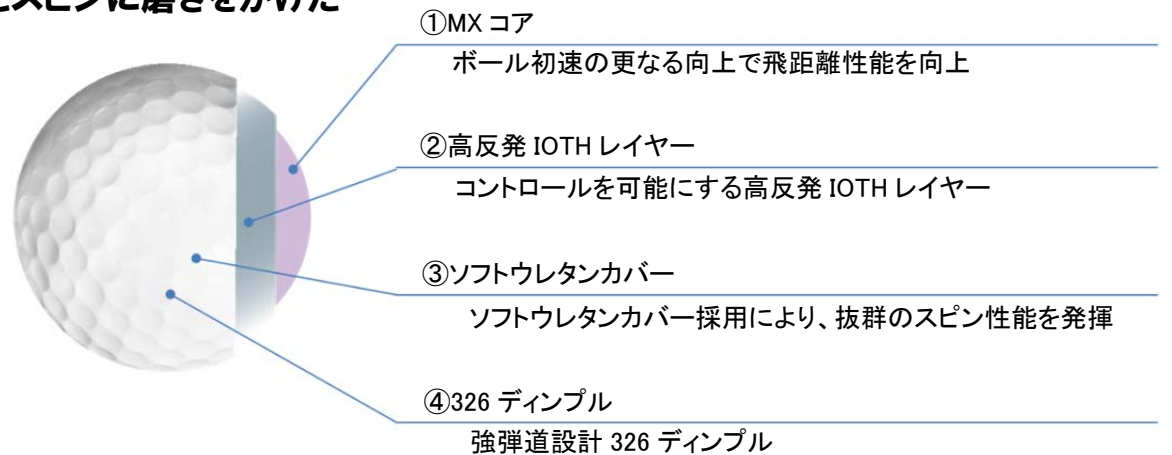 とスピンに磨きをかけた
①MX コア
ボール初速の更なる向上で飛距離性能を向上
②高反発 IOTH レイヤー
コントロールを可能にする高反発 IOTH レイヤー
③ソフトウレタンカバー
ソフトウレタンカバー採用により、抜群のスピン性能を発揮
④326 ディンプル
強弾道設計 326 ディンプル